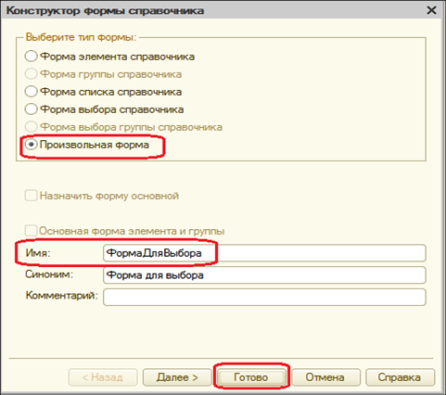 Конструктор формы справочника
Выберите тип формы:
Форма элемента справочника
Форма группы справочника
Форма списка справочника
Форма выбора справочника
Форма выбора группы справочника
Произвольная форма
Назначить форму основной
Основная форма элемента и группы
Имя: ФормаДляВыбора
Синоним: Форма для выбора
Комментарий:
< Назад Далее > Готово Отмена Справка